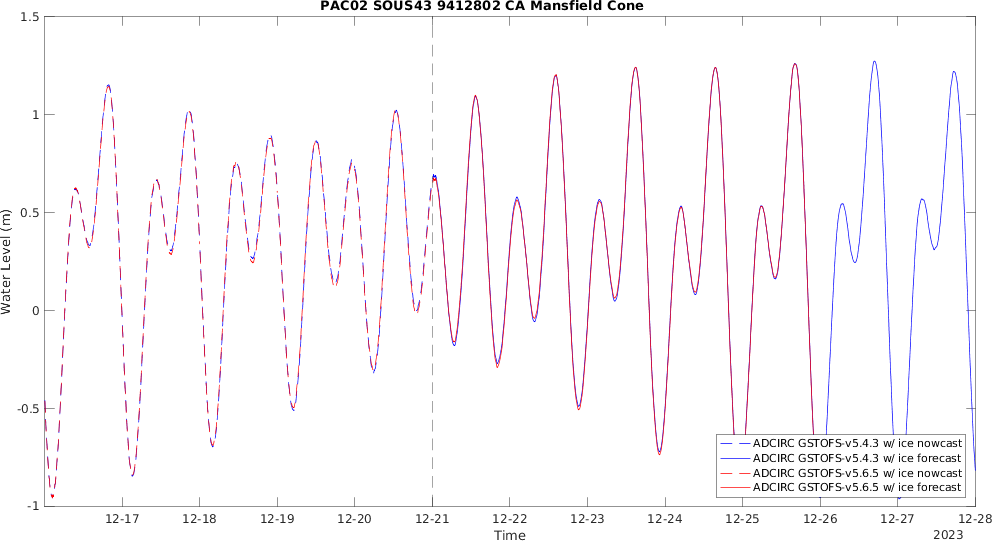 PAC02 SOUS43 9412802 CA Mansfield Cone
1.5
1
0.5
0
-0.5
-1
Water Level (m)
12-17
12-18
12-19
12-20
12-21
12-22
12-23
12-24
12-25
12-26
12-27
12-28
Time
2023
ADCIRC GSTOFS-v5.4.3 w/ ice nowcast
ADCIRC GSTOFS-v5.4.3 w/ ice forecast
ADCIRC GSTOFS-v5.6.5 w/ ice nowcast
ADCIRC GSTOFS-v5.6.5 w/ ice forecast